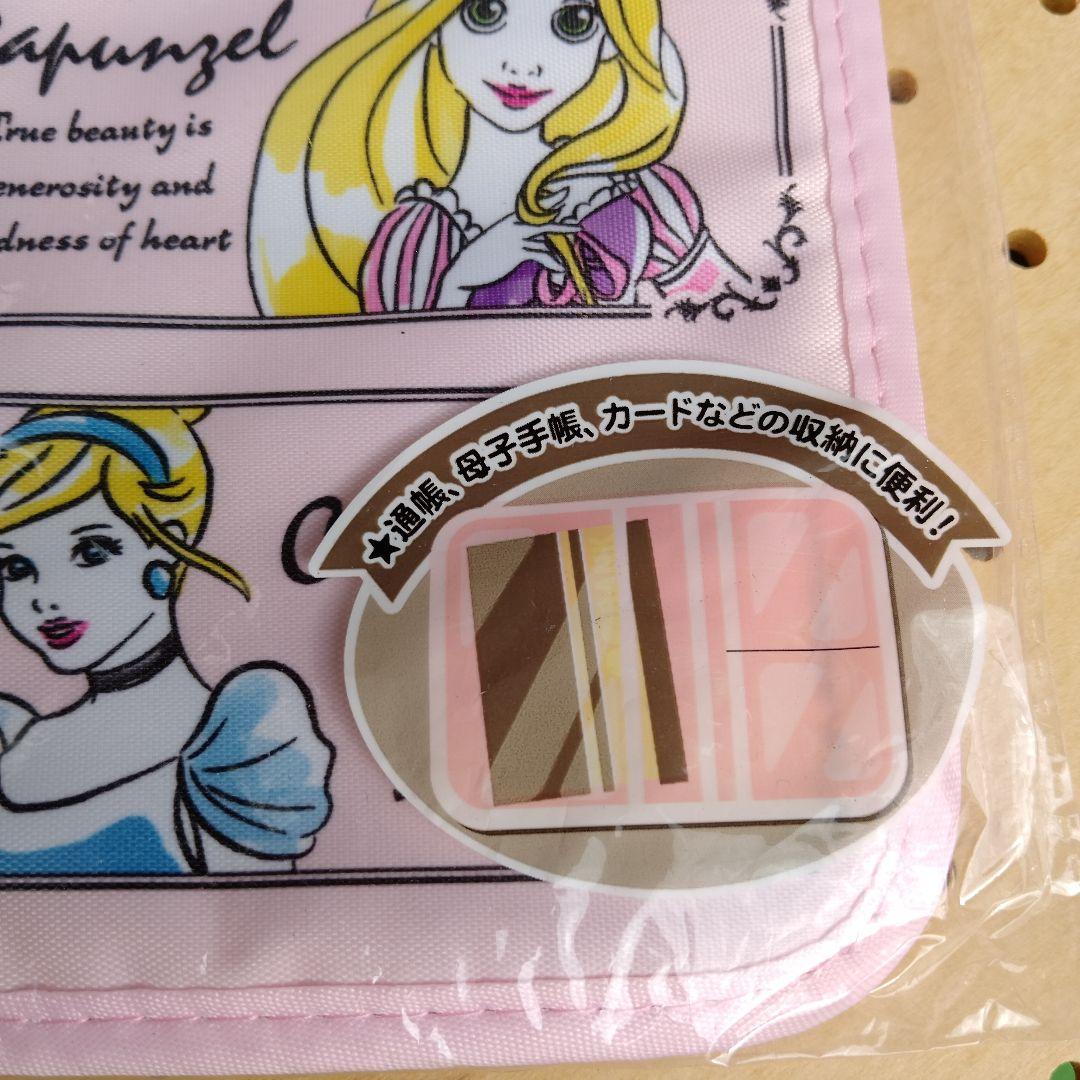 Rapunzel
True beauty is
enerosity and
dness of heart
C
★通帳、母子手帳、カードなどの収納に便利!